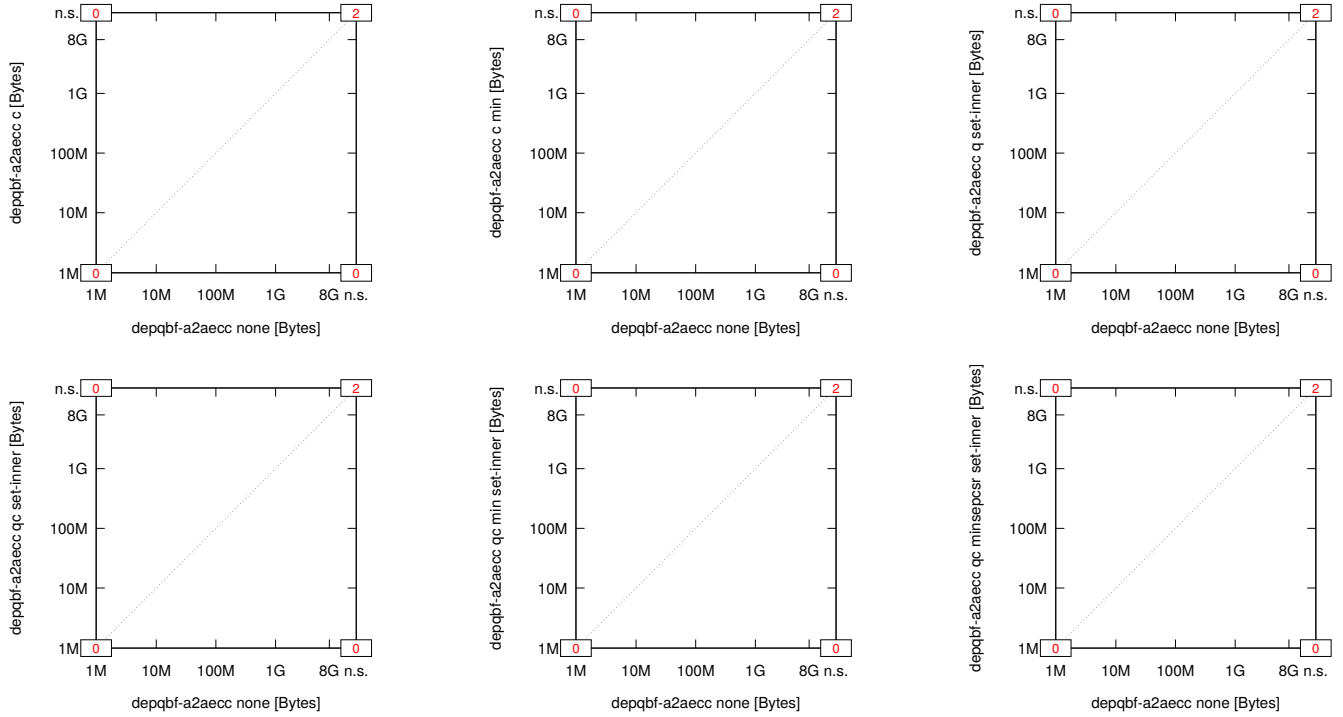 n.s. 0 2
8G
1G
100M
10M
1M 0 0
1M 10M 100M 1G 8G n.s.
depqbf-a2aecc c [Bytes]
depqbf-a2aecc none [Bytes]
n.s. 0 2
8G
1G
100M
10M
1M 0 0
1M 10M 100M 1G 8G n.s.
depqbf-a2aecc c min [Bytes]
depqbf-a2aecc none [Bytes]
n.s. 0 2
8G
1G
100M
10M
1M 0 0
1M 10M 100M 1G 8G n.s.
depqbf-a2aecc q set-inner [Bytes]
depqbf-a2aecc none [Bytes]
n.s. 0 2
8G
1G
100M
10M
1M 0 0
1M 10M 100M 1G 8G n.s.
depqbf-a2aecc qc set-inner [Bytes]
depqbf-a2aecc none [Bytes]
n.s. 0 2
8G
1G
100M
10M
1M 0 0
1M 10M 100M 1G 8G n.s.
depqbf-a2aecc qc min set-inner [Bytes]
depqbf-a2aecc none [Bytes]
n.s. 0 2
8G
1G
100M
10M
1M 0 0
1M 10M 100M 1G 8G n.s.
depqbf-a2aecc qc minsepcsr set-inner [Bytes]
depqbf-a2aecc none [Bytes]